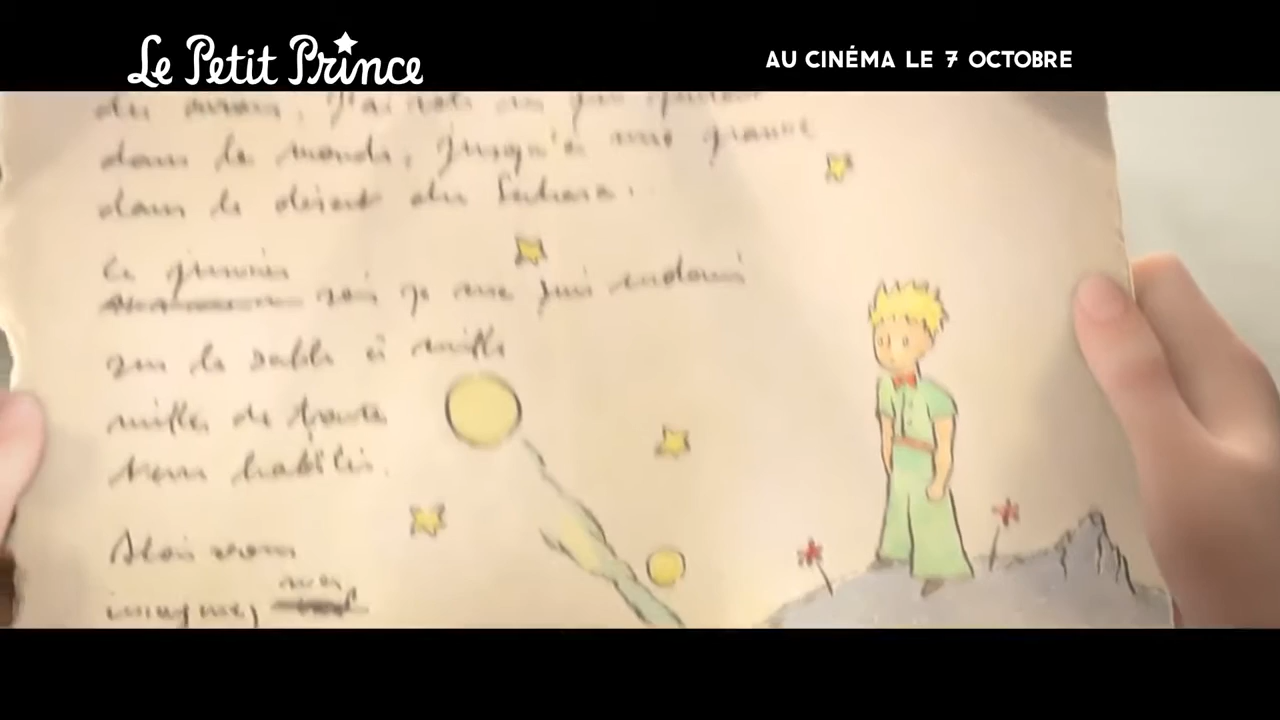 Le Petit Prince
AU CINÉMA LE 7 OCTOBRE
dans le monde, jusqu'à une grande
dans le désert du Sahara.
Le premier
soir je me suis endormi
sur le sable à mille
milles de toute
terre habitée.
Alors vous
imaginez ma